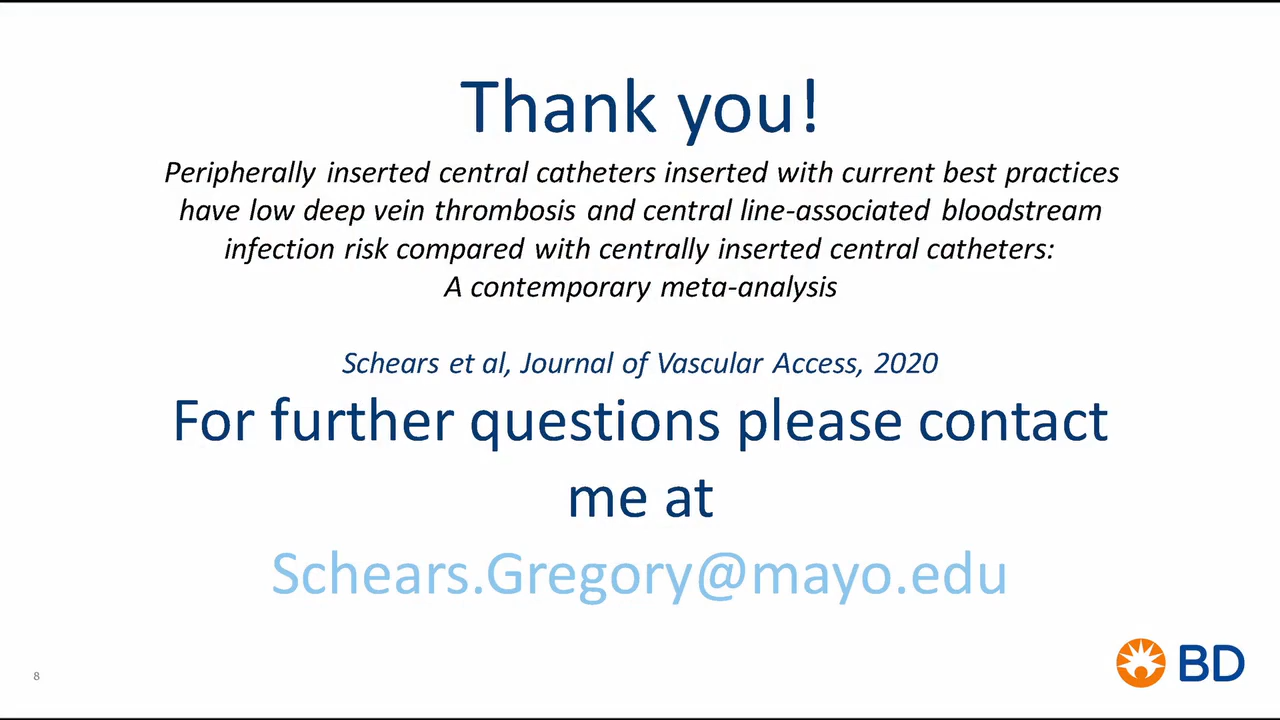 Thank you!
Peripherally inserted central catheters inserted with current best practices
have low deep vein thrombosis and central line-associated bloodstream
infection risk compared with centrally inserted central catheters:
A contemporary meta-analysis
Schears et al, Journal of Vascular Access, 2020
For further questions please contact
me at
Schears.Gregory@mayo.edu
8
BD